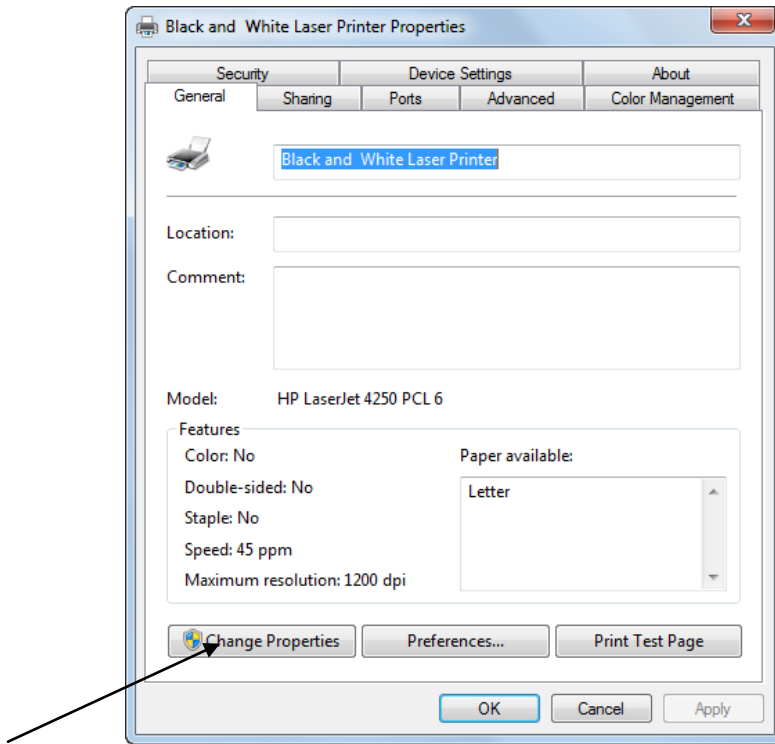 Black and  White Laser Printer Properties
Security Device Settings About
General Sharing Ports Advanced Color Management
Black and  White Laser Printer
Location:
Comment:
Model: HP LaserJet 4250 PCL 6
Features
Color: No Paper available:
Double-sided: No Letter
Staple: No
Speed: 45 ppm
Maximum resolution: 1200 dpi
Change Properties Preferences... Print Test Page
OK Cancel Apply